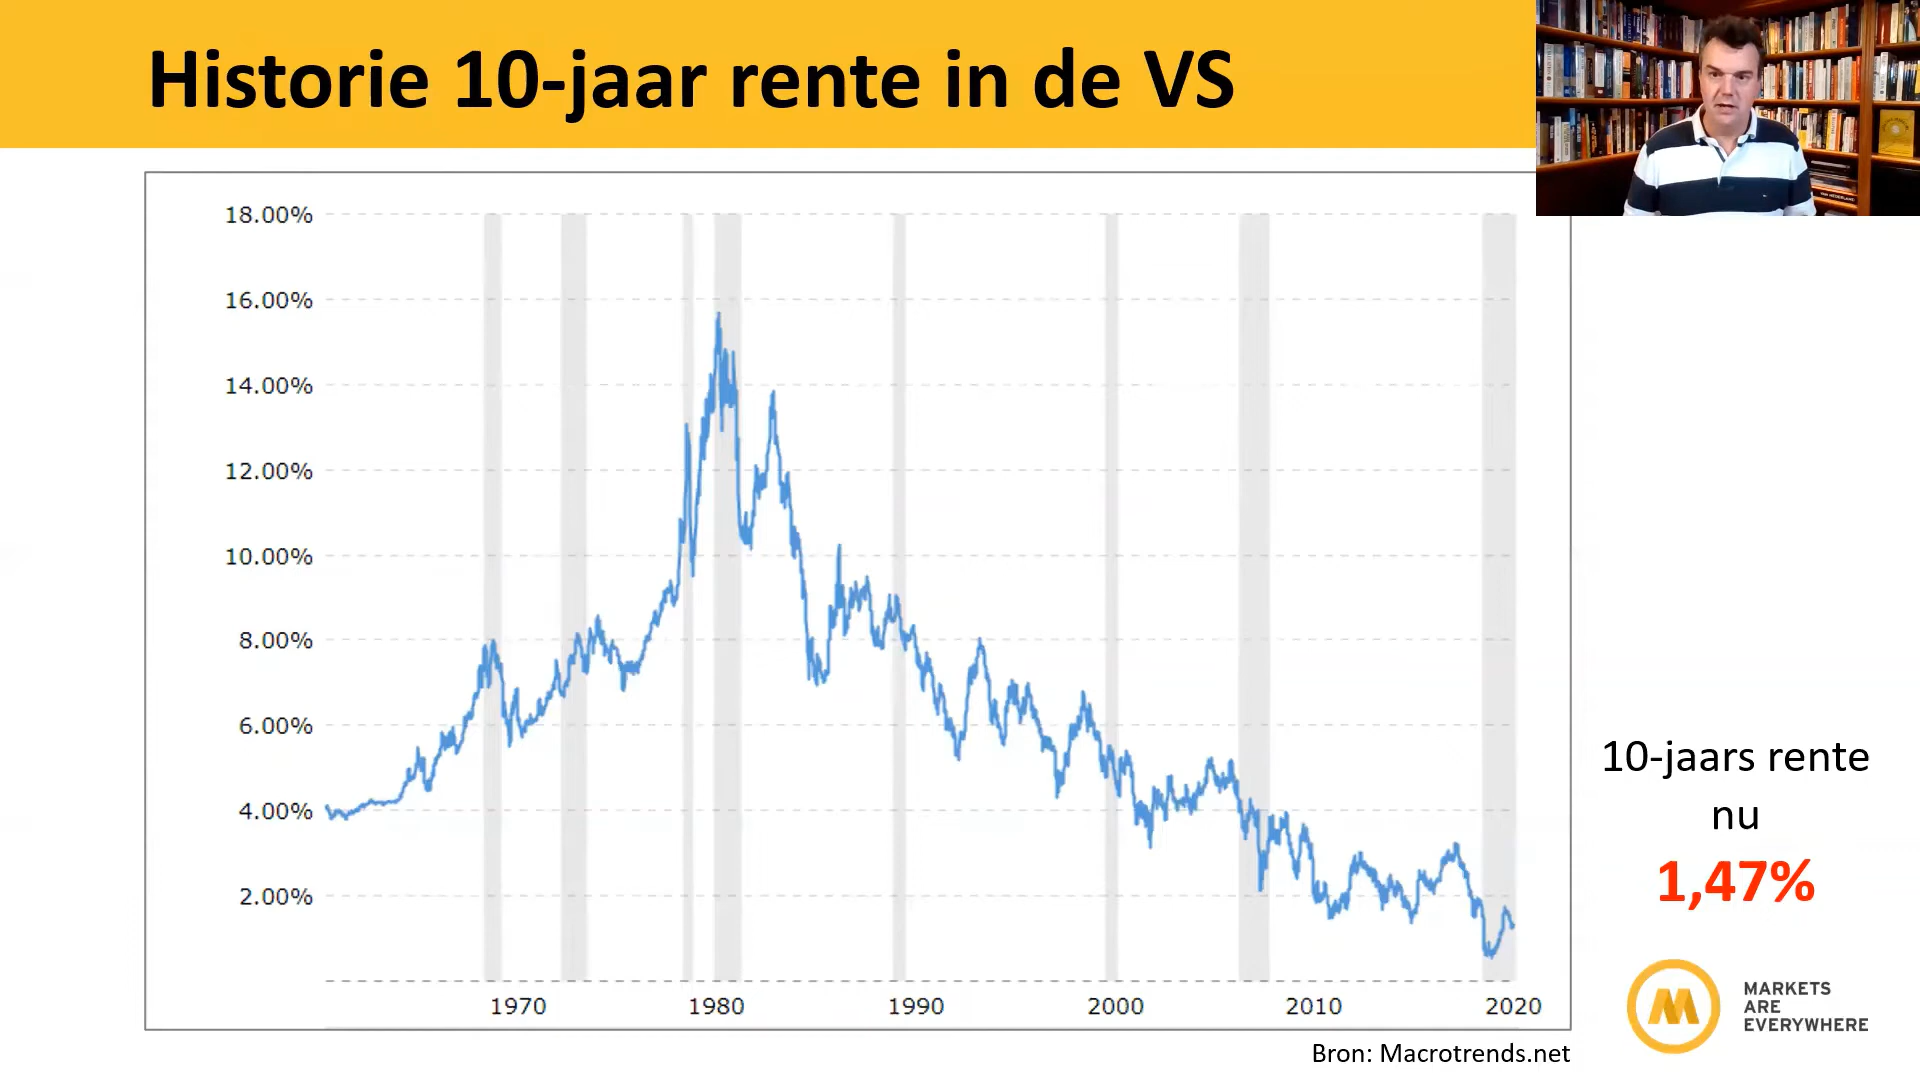 Historie 10-jaar rente in de VS
18.00%
16.00%
14.00%
12.00%
10.00%
8.00%
6.00%
4.00%
2.00%
1970 1980 1990 2000 2010 2020
10-jaars rente
nu
1,47%
MARKETS
ARE
EVERYWHERE
Bron: Macrotrends.net